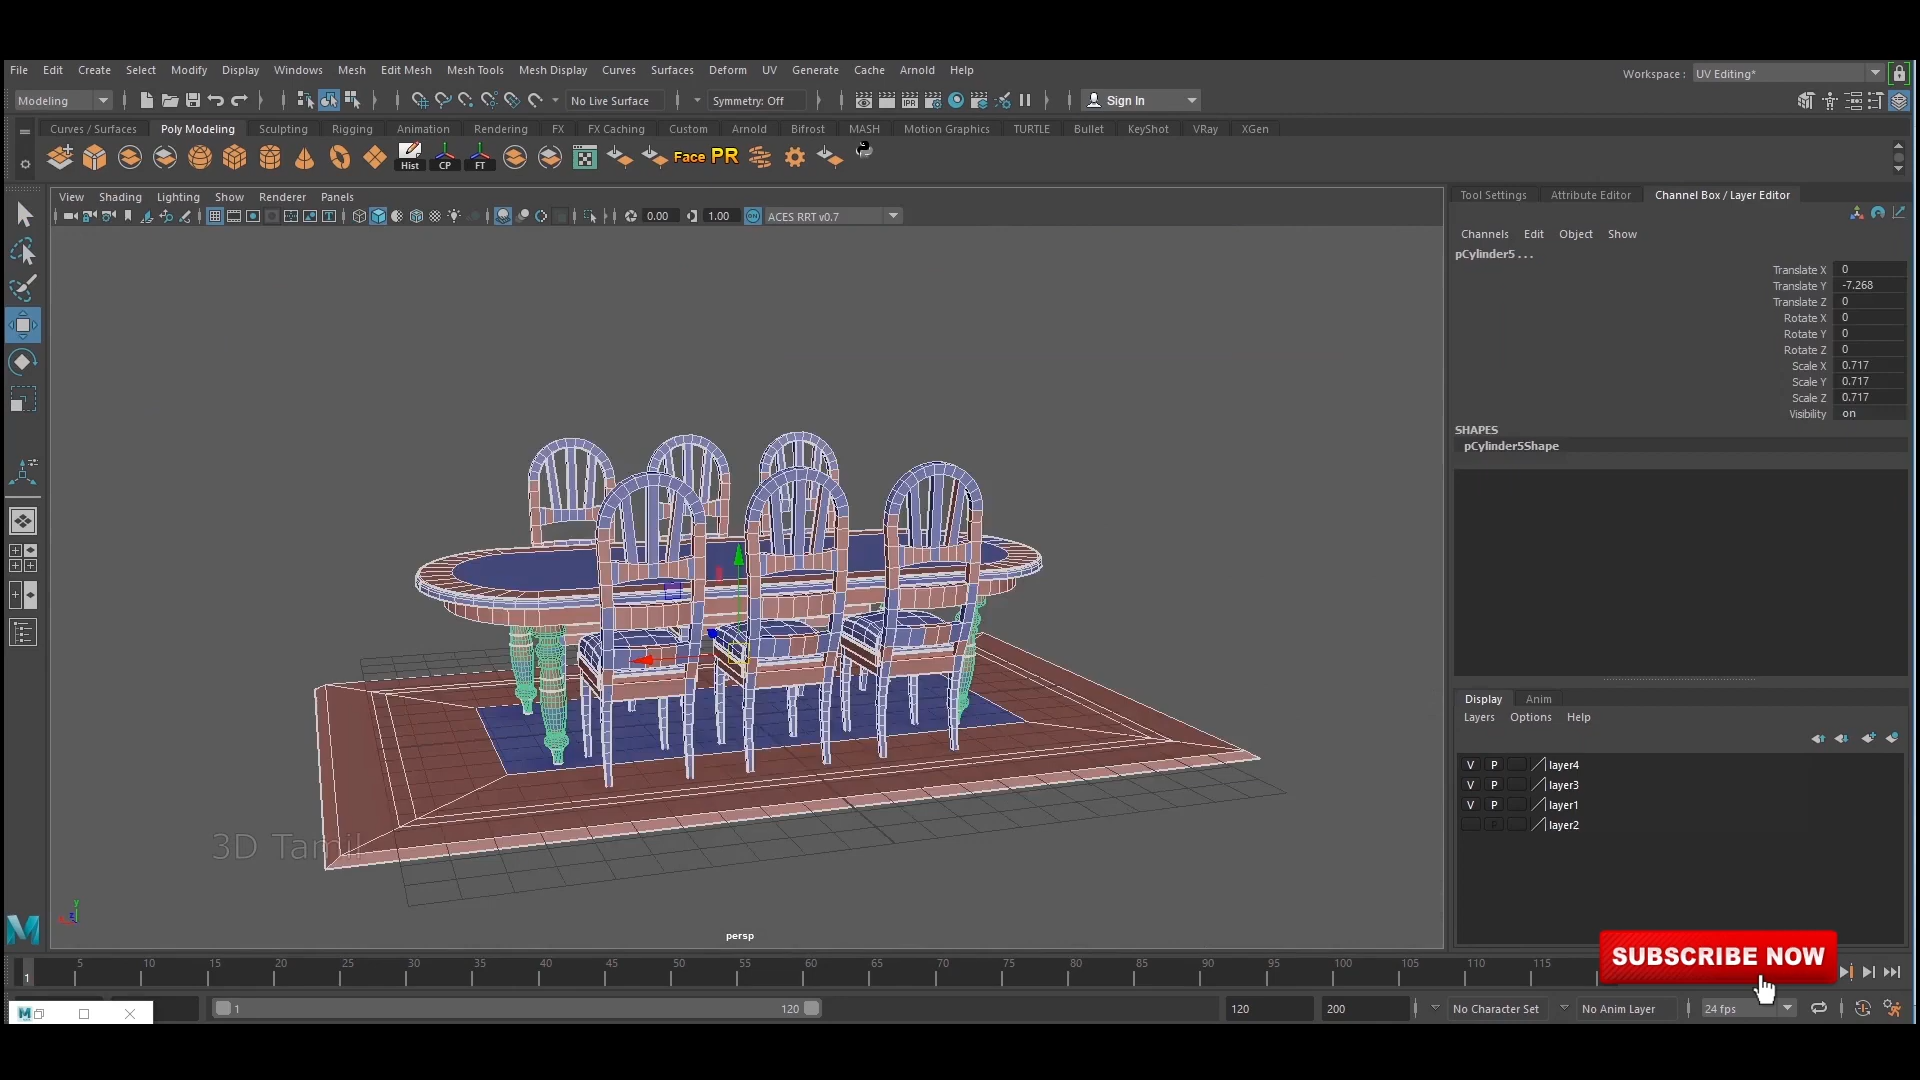 File Edit Create Select Modify Display Windows Mesh Edit Mesh Mesh Tools Mesh Display Curves Surfaces Deform UV Generate Cache Arnold Help
Workspace : UV Editing*
Modeling No Live Surface Symmetry: Off IPR Sign In
Curves / Surfaces Poly Modeling Sculpting Rigging Animation Rendering FX FX Caching Custom Arnold Bifrost MASH Motion Graphics TURTLE Bullet KeyShot VRay XGen
Hist CP FT Face PR
View Shading Lighting Show Renderer Panels
0.00 1.00 ACES RRT v0.7
Tool Settings Attribute Editor Channel Box / Layer Editor
Channels Edit Object Show
pCylinder5 . . .
Translate X 0
Translate Y -7.268
Translate Z 0
Rotate X 0
Rotate Y 0
Rotate Z 0
Scale X 0.717
Scale Y 0.717
Scale Z 0.717
Visibility on
SHAPES
pCylinder5Shape
Display Anim
Layers Options Help
V P layer4
V P layer3
V P layer1
P layer2
3D Tamil
y
z
persp
SUBSCRIBE NOW
1 5 10 15 20 25 30 35 40 45 50 55 60 65 70 75 80 85 90 95 100 105 110 115
1 120 120 200 No Character Set No Anim Layer 24 fps